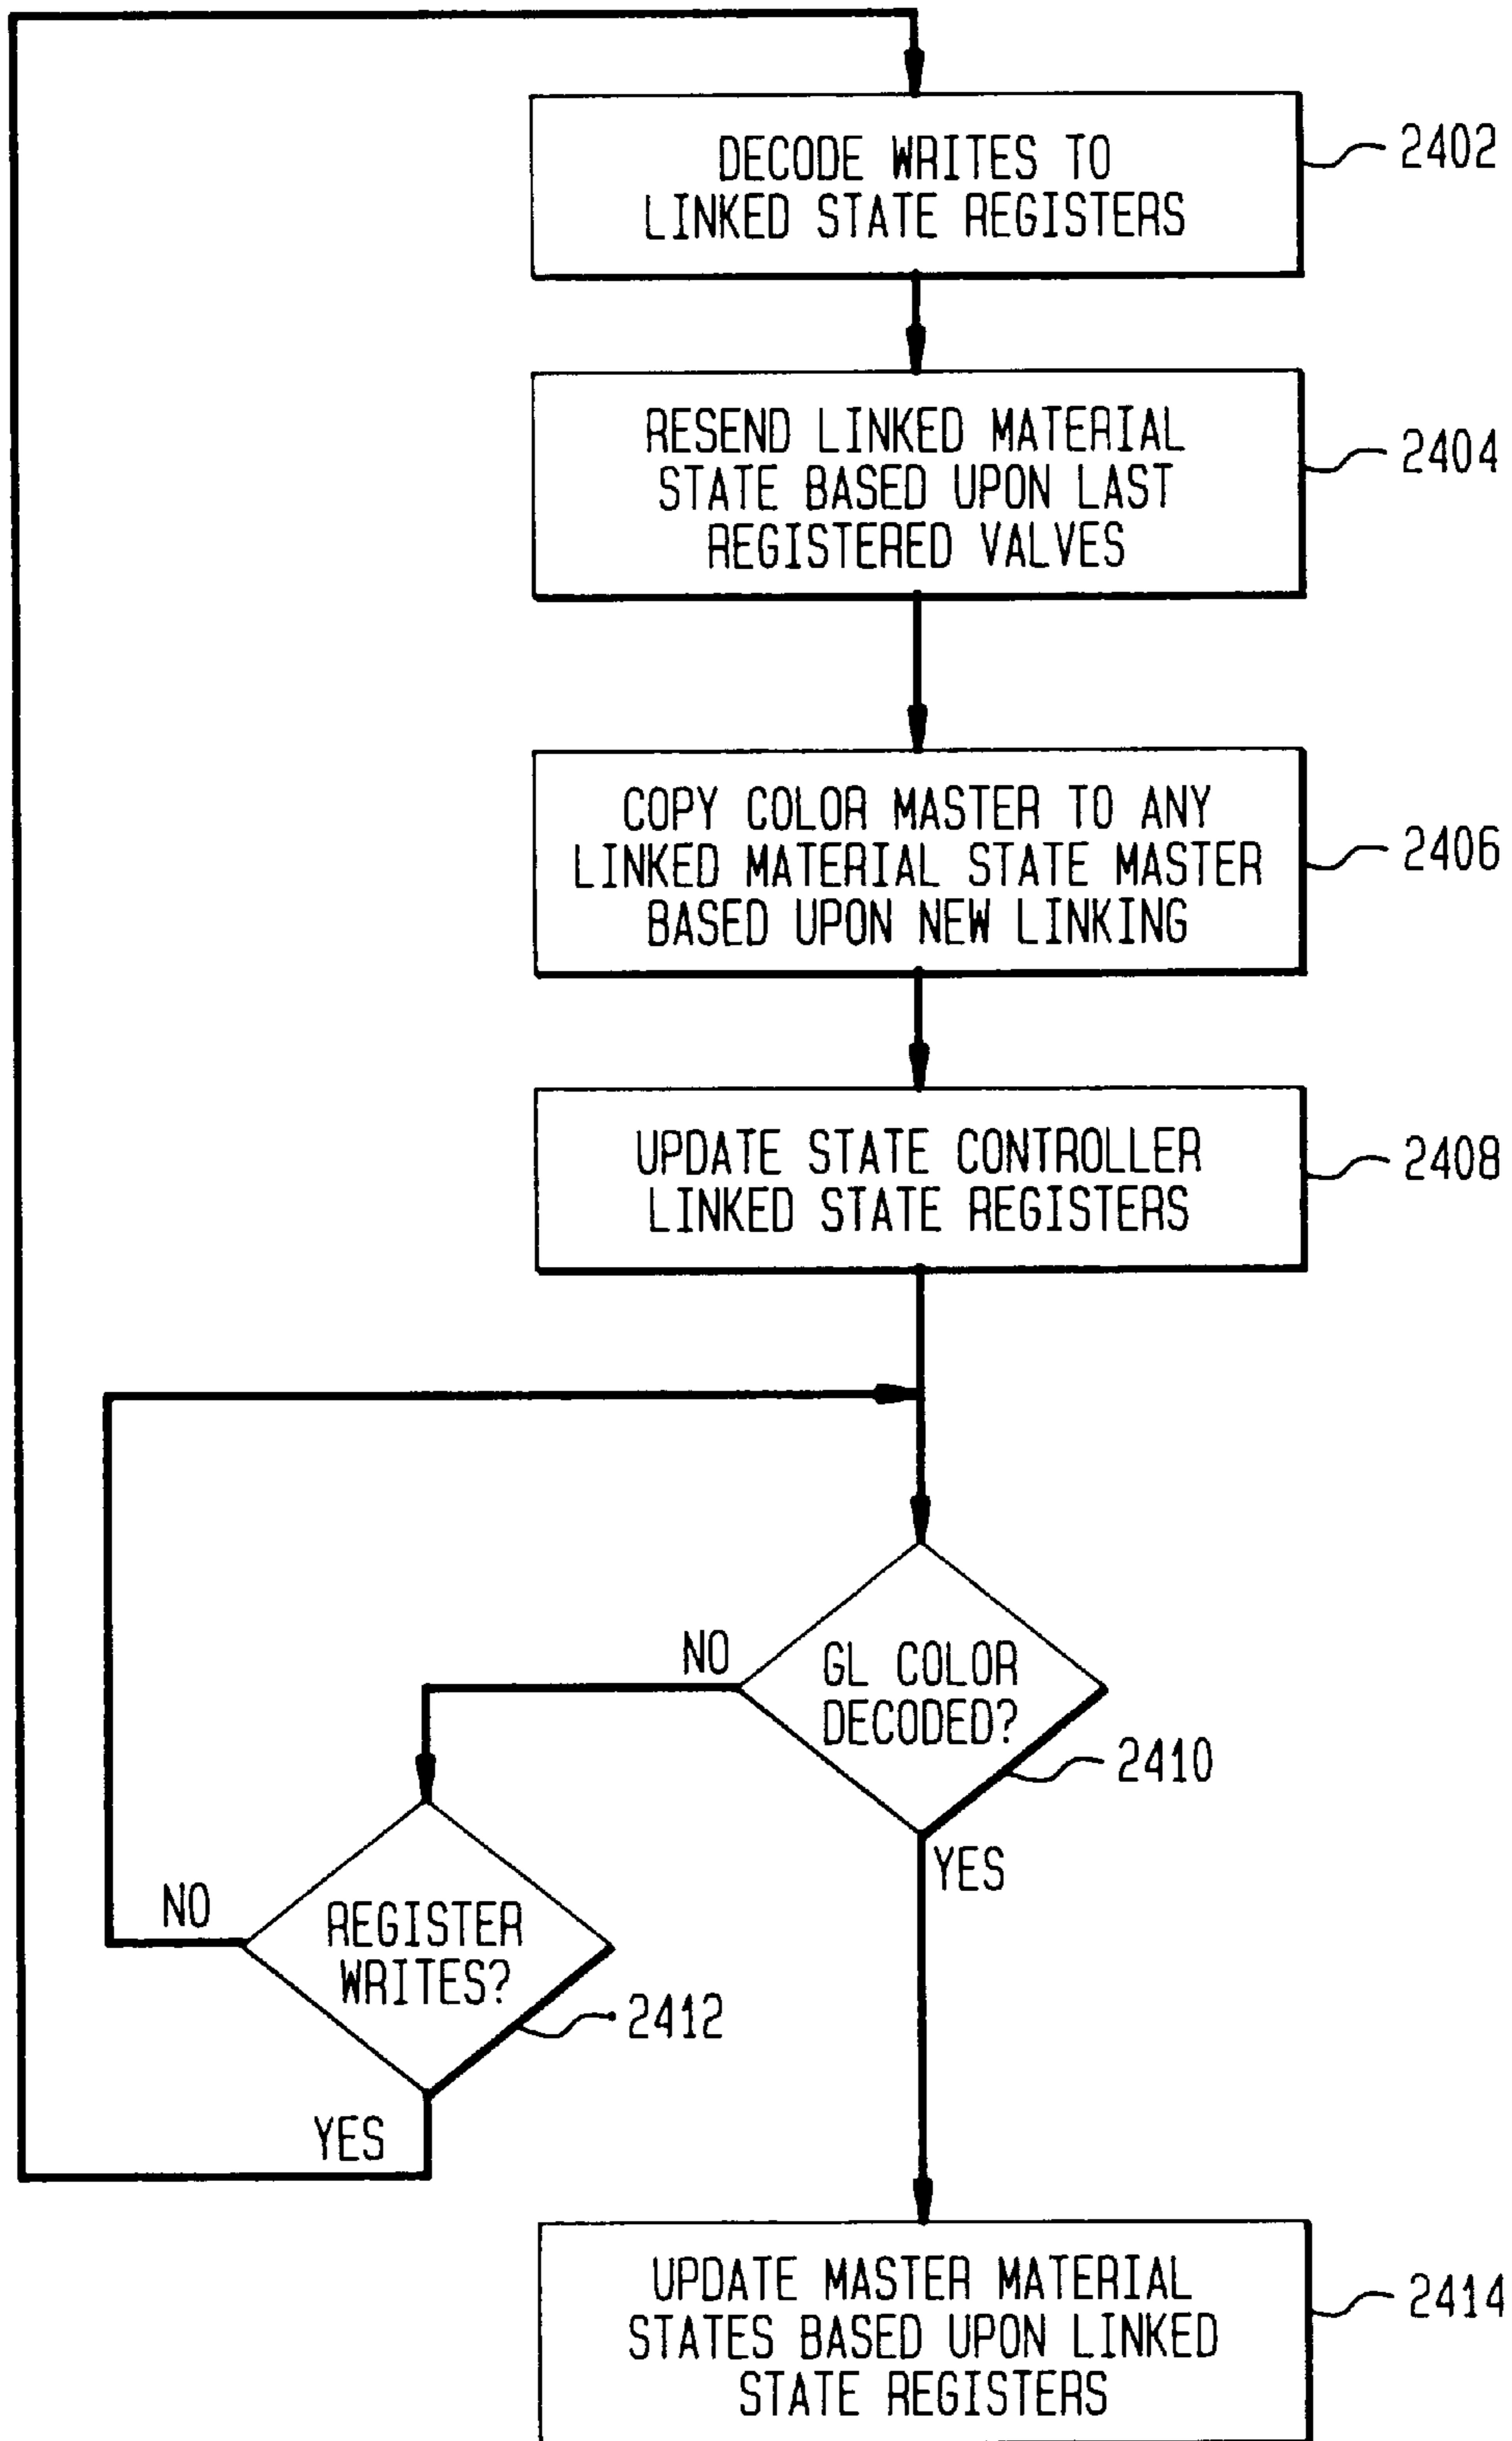 DECODE WRITES TO
LINKED STATE REGISTERS
2402
RESEND LINKED MATERIAL
STATE BASED UPON LAST
REGISTERED VALVES
2404
COPY COLOR MASTER TO ANY
LINKED MATERIAL STATE MASTER
BASED UPON NEW LINKING
2406
UPDATE STATE CONTROLLER
LINKED STATE REGISTERS
2408
NO
GL COLOR
DECODED?
2410
YES
NO
REGISTER
WRITES?
2412
YES
UPDATE MASTER MATERIAL
STATES BASED UPON LINKED
STATE REGISTERS
2414